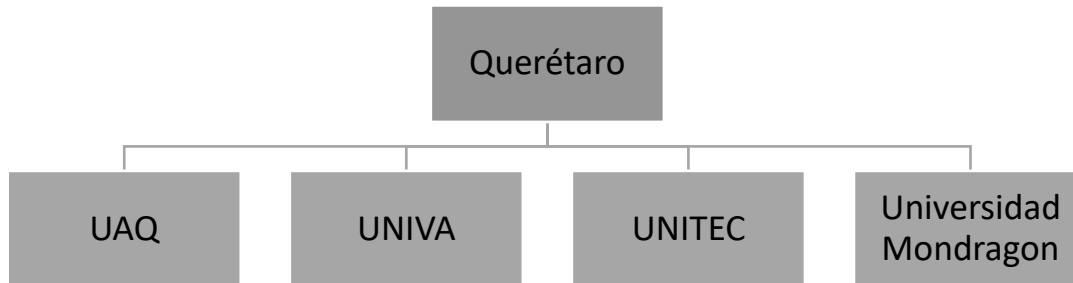 Querétaro
UAQ
UNIVA
UNITEC
Universidad
Mondragon